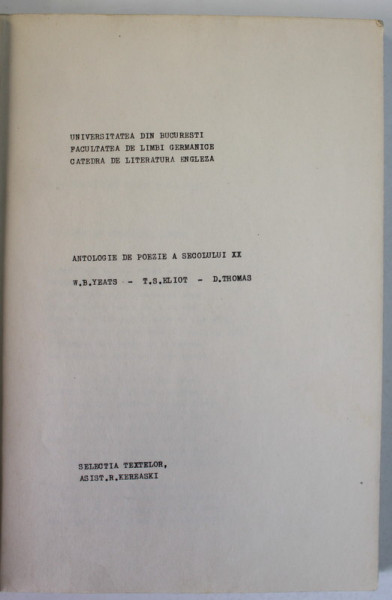 UNIVERSITATEA DIN BUCURESTI
FACULTATEA DE LIMBI GERMANICE
CATEDRA DE LITERATURA ENGLEZA
ANTOLOGIE DE POEZIE A SECOLULUI XX
W.B.YEATS - T.S.ELIOT - D.THOMAS
SELECTIA TEXTELOR,
ASIST.R.KERRASKI